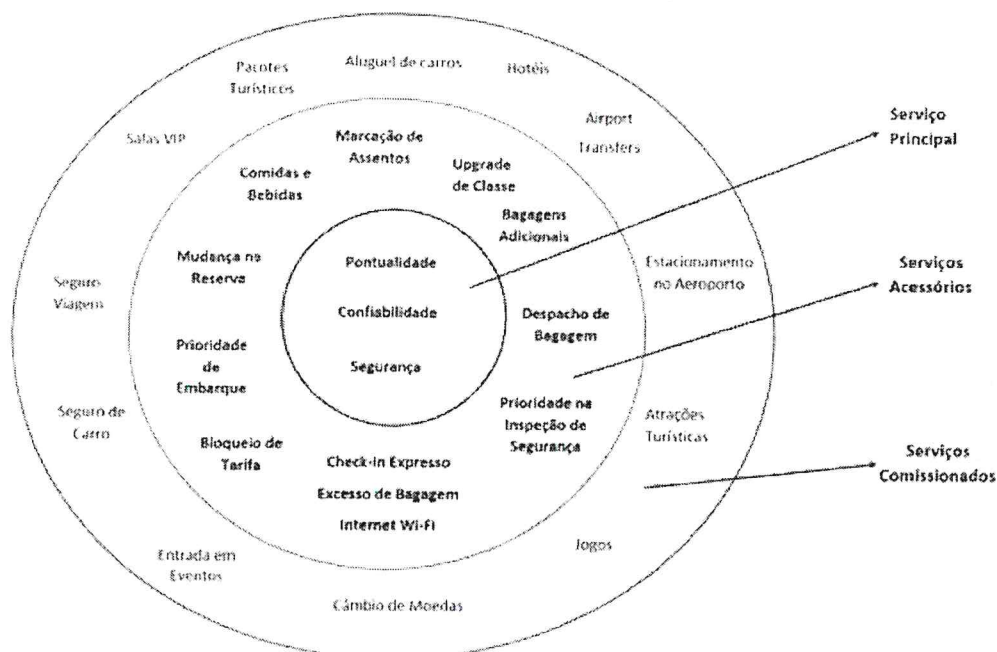 Pacotes
Turísticos
Aluguel de carros
Hotéis
Salas VIP
Airport
Transfers
Marcação de
Assentos
Comidas e
Bebidas
Upgrade
de Classe
Bagagens
Adicionais
Serviço
Principal
Mudança na
Reserva
Pontualidade
Seguro
Viagem
Confiabilidade
Despacho de
Bagagem
Estacionamento
no Aeroporto
Serviços
Acessórios
Prioridade
de
Embarque
Segurança
Seguro de
Carro
Bloqueio de
Tarifa
Prioridade na
Inspeção de
Segurança
Atrações
Turísticas
Check-in Expresso
Excesso de Bagagem
Internet Wi-Fi
Serviços
Comissionados
Entrada em
Eventos
Jogos
Câmbio de Moedas